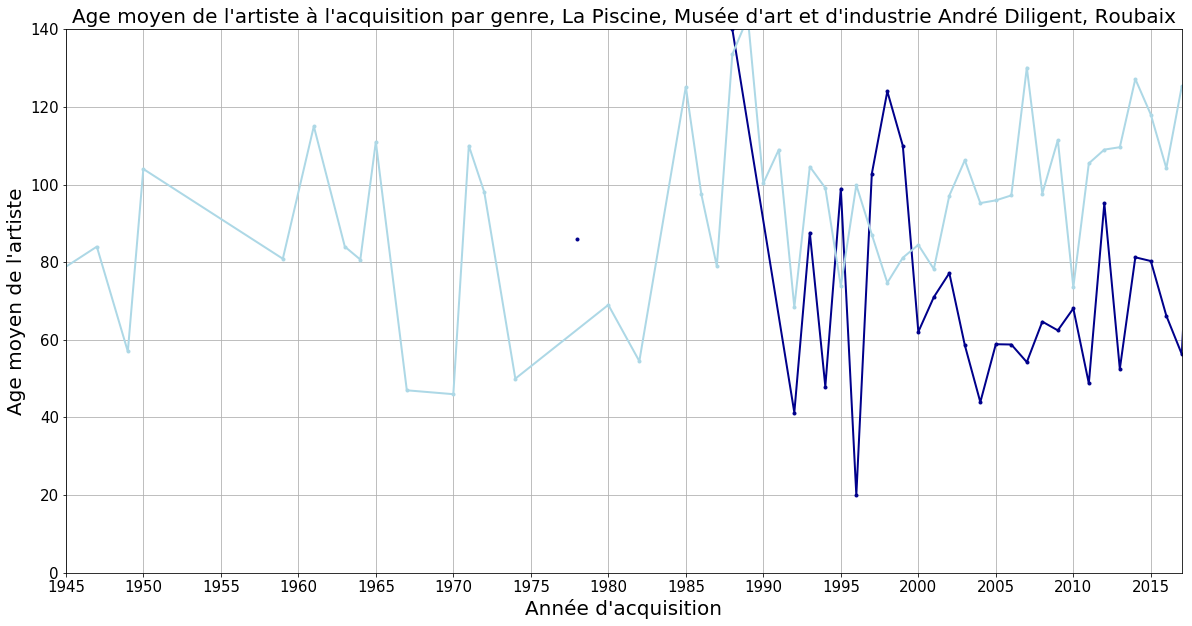 Age moyen de l'artiste à l'acquisition par genre, La Piscine, Musée d'art et d'industrie André Diligent, Roubaix
Age moyen de l'artiste
140
120
100
80
60
40
20
0
1945 1950 1955 1960 1965 1970 1975 1980 1985 1990 1995 2000 2005 2010 2015
Année d'acquisition